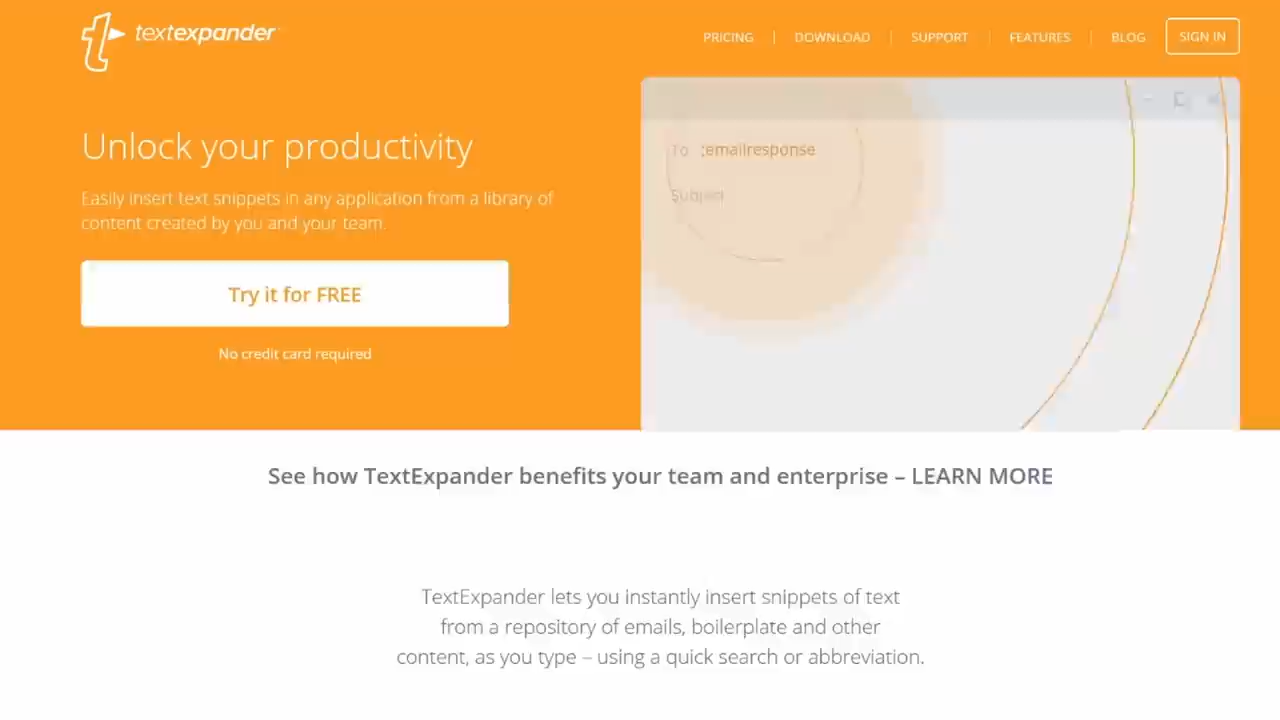 textexpander
PRICING | DOWNLOAD | SUPPORT | FEATURES | BLOG
SIGN IN
Unlock your productivity
Easily insert text snippets in any application from a library of
content created by you and your team.
Try it for FREE
No credit card required
To ;emailresponse
Subject
See how TextExpander benefits your team and enterprise – LEARN MORE
TextExpander lets you instantly insert snippets of text
from a repository of emails, boilerplate and other
content, as you type – using a quick search or abbreviation.